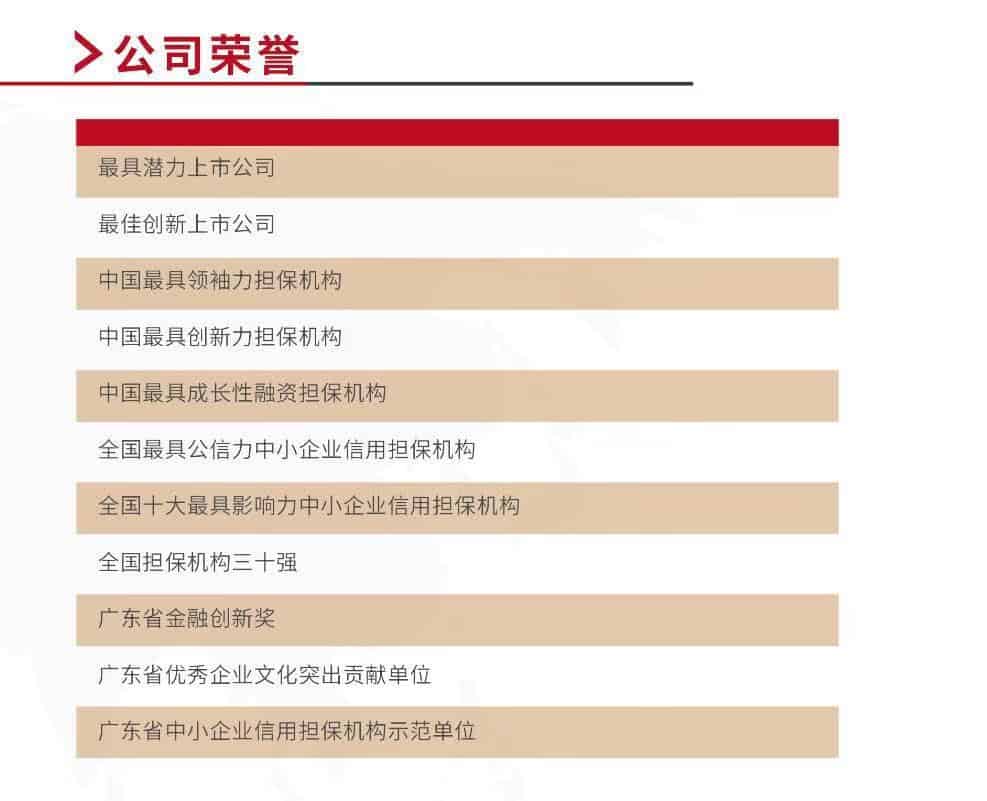 公司荣誉
最具潜力上市公司
最佳创新上市公司
中国最具领袖力担保机构
中国最具创新力担保机构
中国最具成长性融资担保机构
全国最具公信力中小企业信用担保机构
全国十大最具影响力中小企业信用担保机构
全国担保机构三十强
广东省金融创新奖
广东省优秀企业文化突出贡献单位
广东省中小企业信用担保机构示范单位